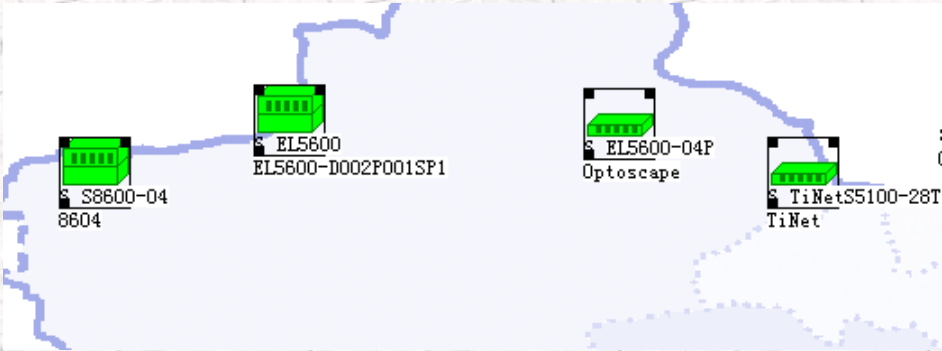 S EL5600
EL5600-D002P001SP1
S EL5600-04P
Optoscape
S S8600-04
8604
S TiNetS5100-28T
TiNet